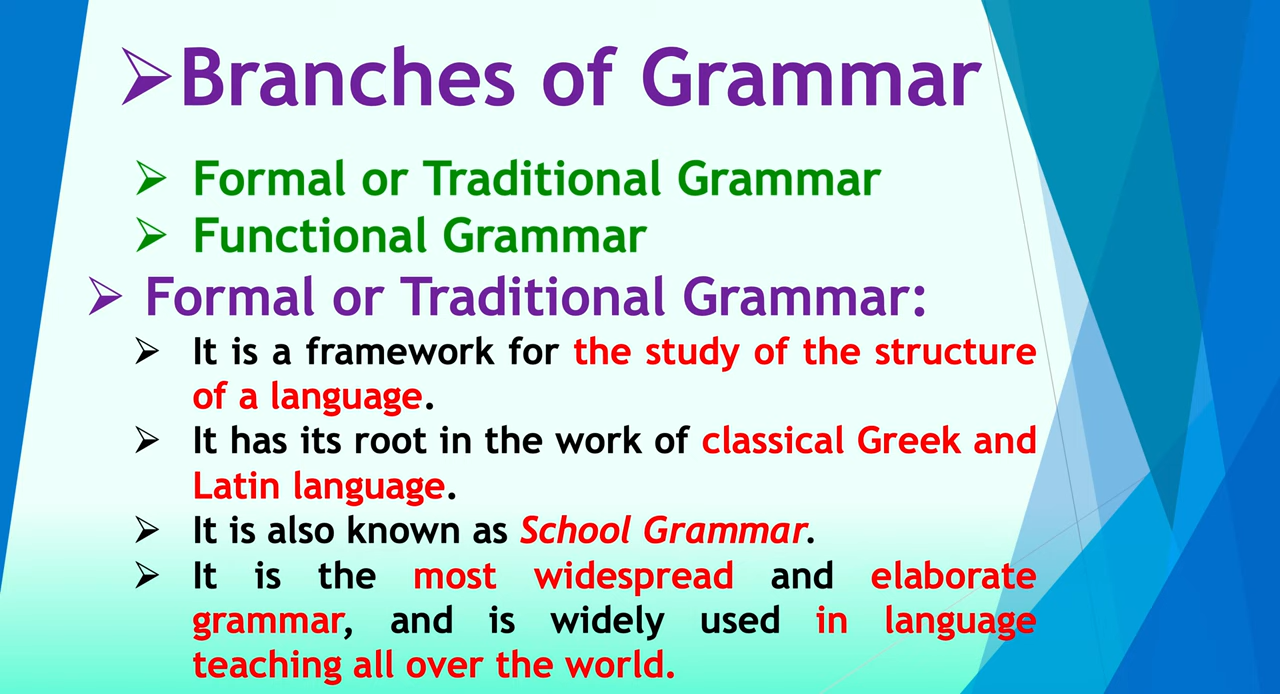 ➢Branches of Grammar
➢ Formal or Traditional Grammar
➢ Functional Grammar
➢ Formal or Traditional Grammar:
➢ It is a framework for the study of the structure
of a language.
➢ It has its root in the work of classical Greek and
Latin language.
➢ It is also known as School Grammar.
➢ It is the most widespread and elaborate
grammar, and is widely used in language
teaching all over the world.